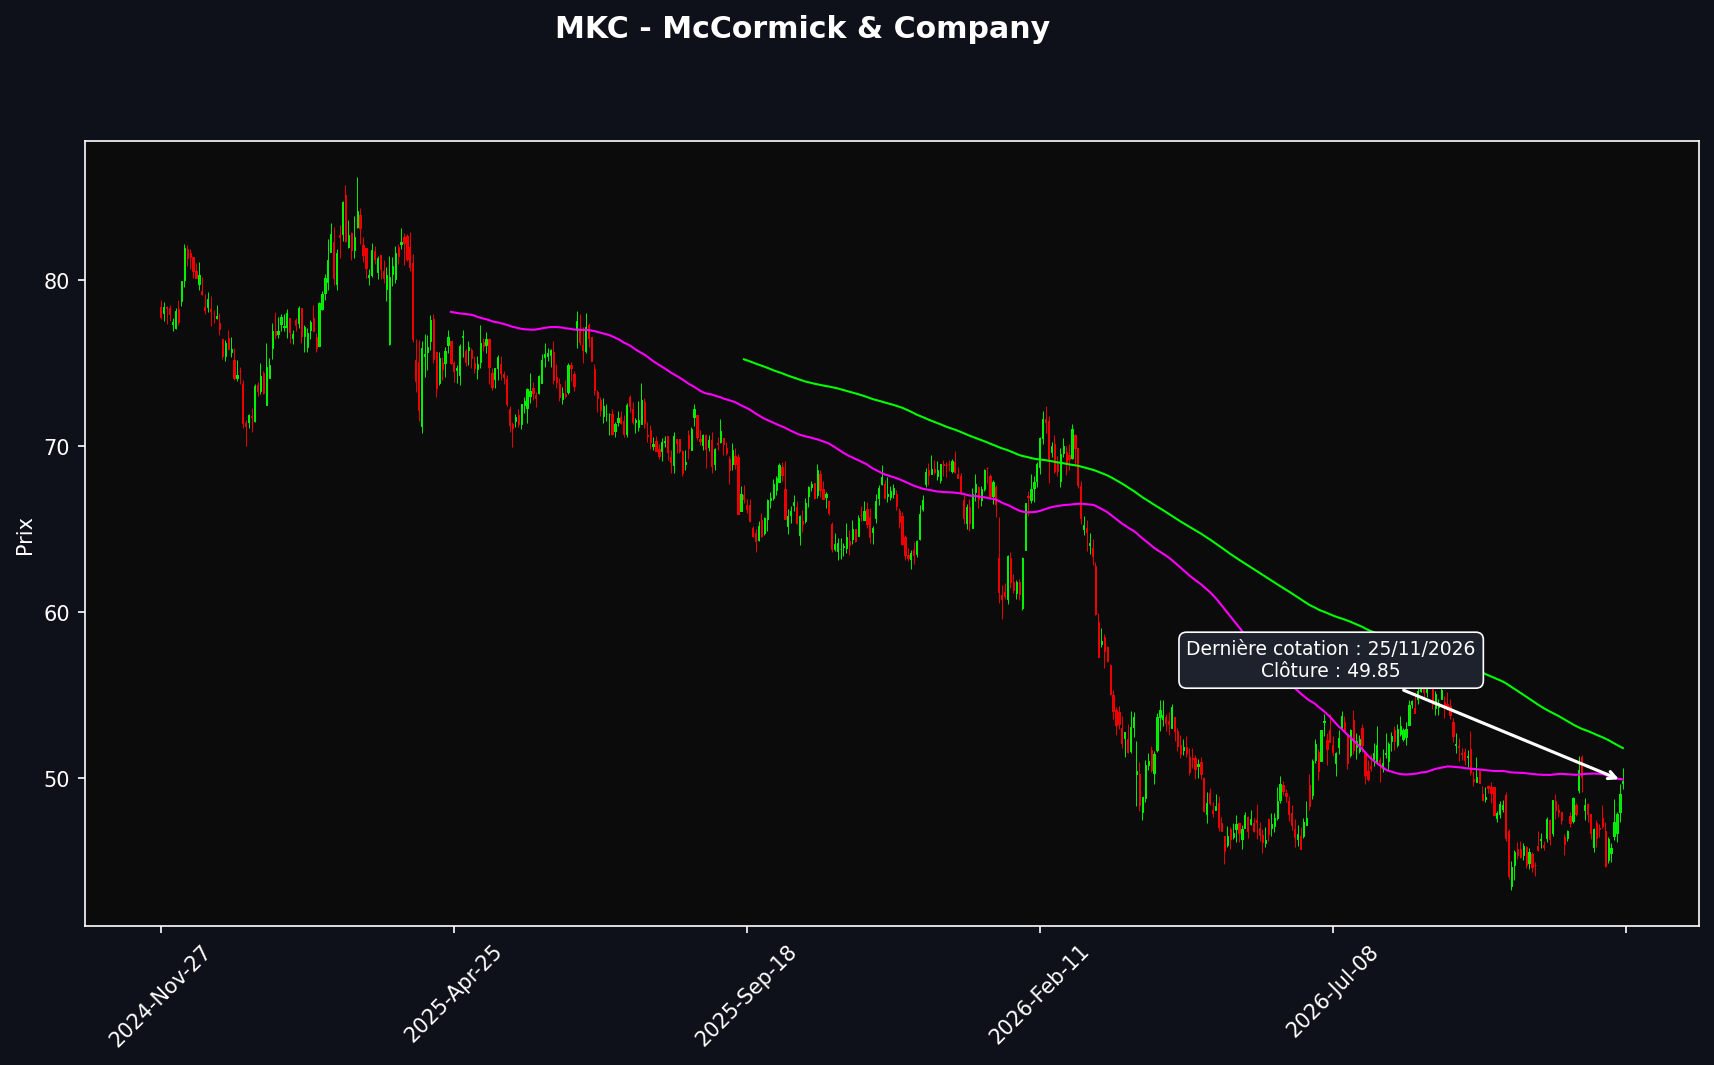 MKC - McCormick & Company
Prix
80
70
60
50
Dernière cotation : 25/11/2026
Clôture : 49.85
2024-Nov-27
2025-Apr-25
2025-Sep-18
2026-Feb-11
2026-Jul-08